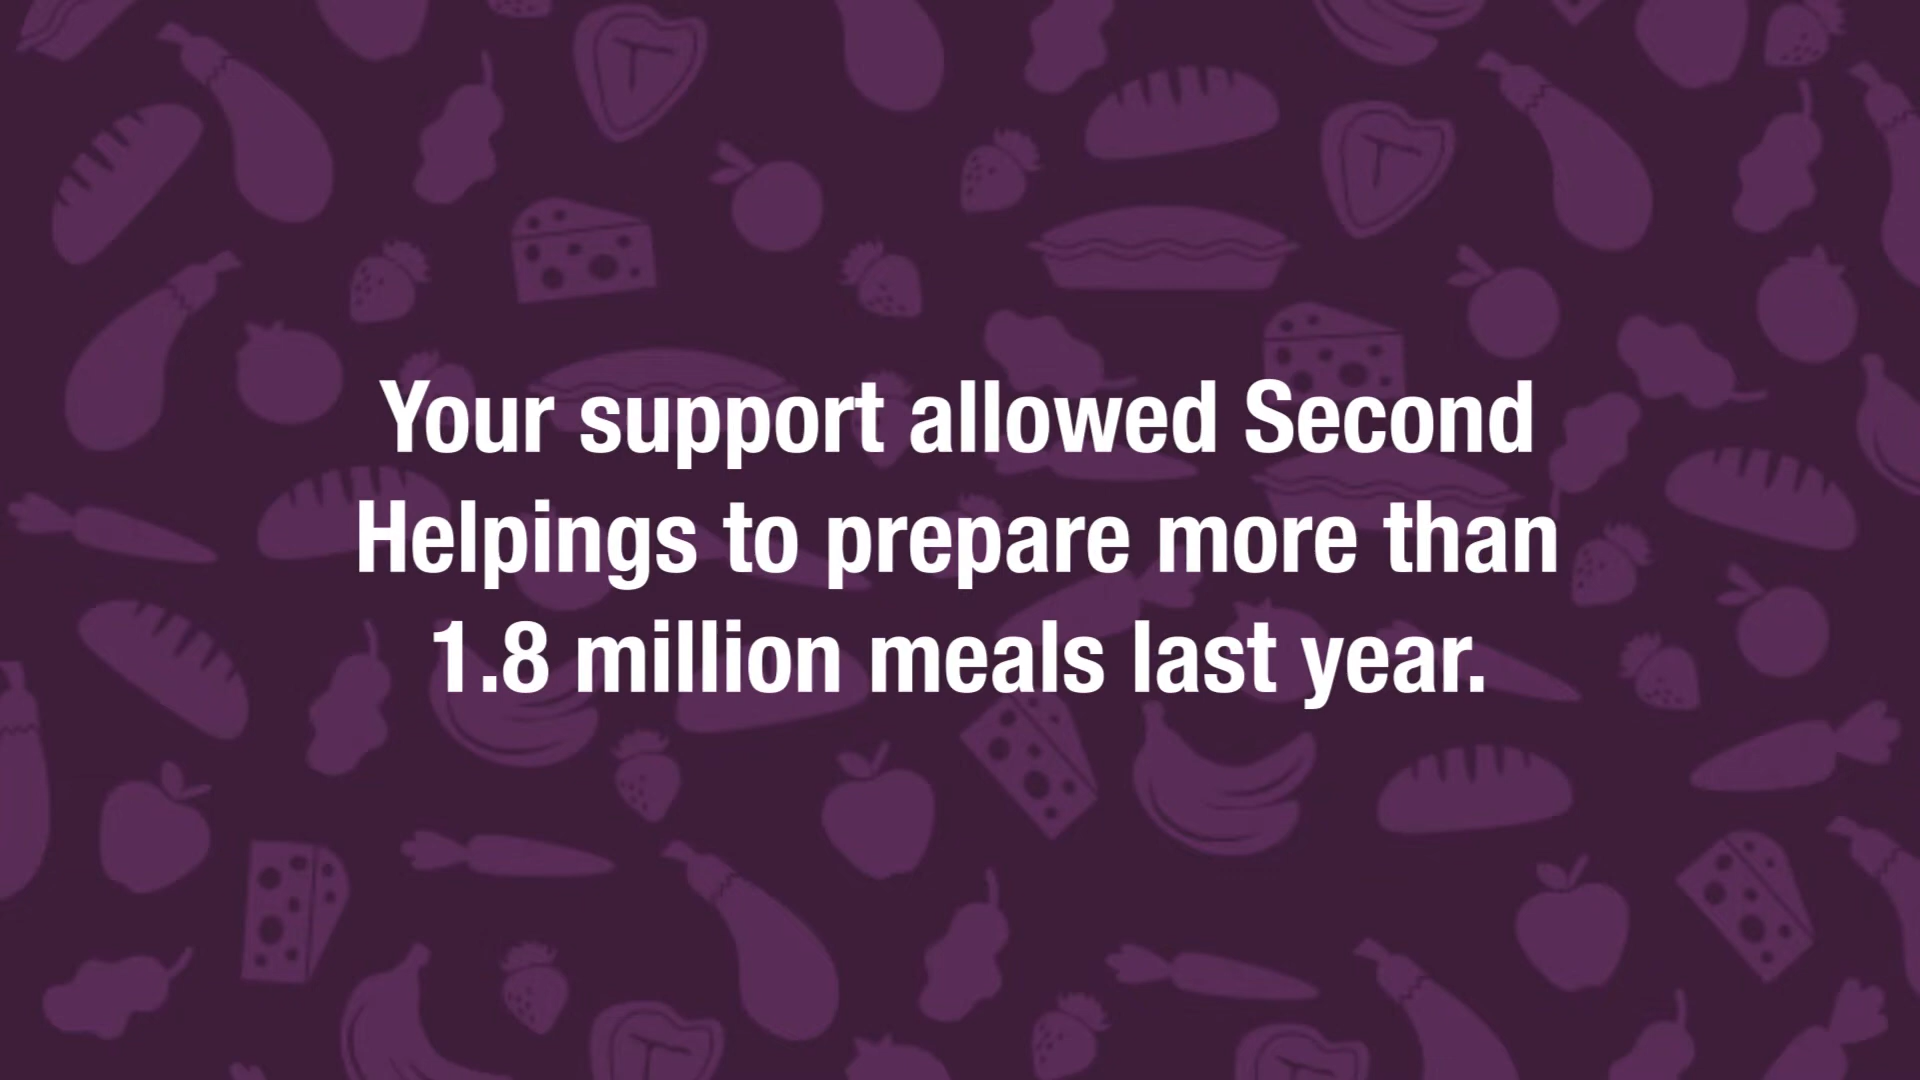 Your support allowed Second
Helpings to prepare more than
1.8 million meals last year.